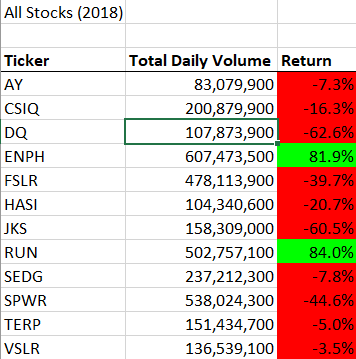 All Stocks (2018)
Ticker Total Daily Volume Return
AY 83,079,900 -7.3%
CSIQ 200,879,900 -16.3%
DQ 107,873,900 -62.6%
ENPH 607,473,500 81.9%
FSLR 478,113,900 -39.7%
HASI 104,340,600 -20.7%
JKS 158,309,000 -60.5%
RUN 502,757,100 84.0%
SEDG 237,212,300 -7.8%
SPWR 538,024,300 -44.6%
TERP 151,434,700 -5.0%
VSLR 136,539,100 -3.5%